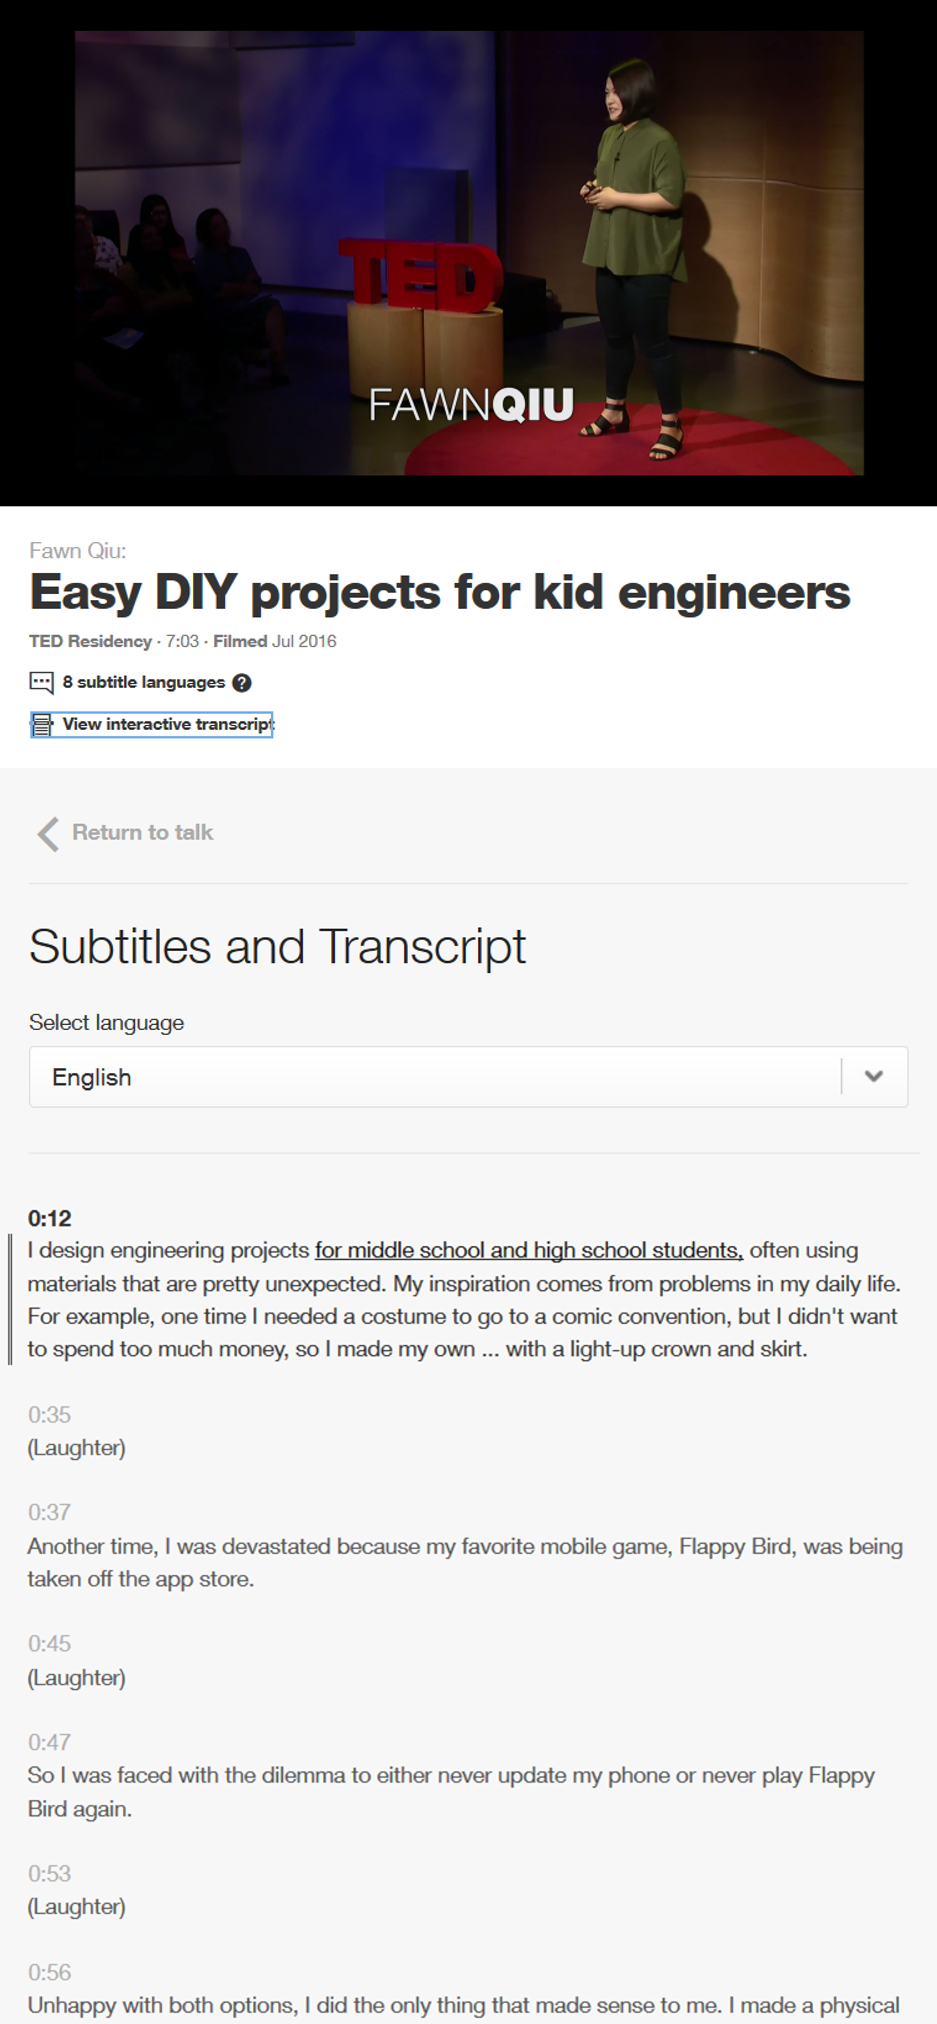 TED
FAWNQIU
Fawn Qiu:
Easy DIY projects for kid engineers
TED Residency · 7:03 · Filmed Jul 2016
8 subtitle languages ?
View interactive transcript
Return to talk
Subtitles and Transcript
Select language
English
0:12
I design engineering projects for middle school and high school students, often using
materials that are pretty unexpected. My inspiration comes from problems in my daily life.
For example, one time I needed a costume to go to a comic convention, but I didn't want
to spend too much money, so I made my own ... with a light-up crown and skirt.
0:35
(Laughter)
0:37
Another time, I was devastated because my favorite mobile game, Flappy Bird, was being
taken off the app store.
0:45
(Laughter)
0:47
So I was faced with the dilemma to either never update my phone or never play Flappy
Bird again.
0:53
(Laughter)
0:56
Unhappy with both options, I did the only thing that made sense to me. I made a physical